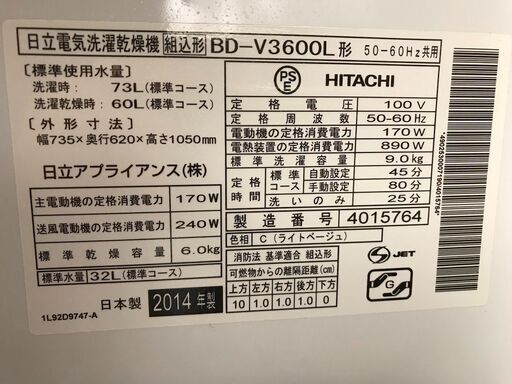 日立電気洗濯乾燥機 組込形 BD-V3600L形 50-60Hz共用
〔標準使用水量〕
洗濯時： 73L(標準コース)
洗乾時： 60L(標準コース)
〔外形寸法〕
幅735×奥行620×高さ1050mm
日立アプライアンス(株)
主電動機の定格消費電力 170W
送風電動機の定格消費電力 240W
標準乾燥容量 6.0kg
標準水量 32L(標準コース)
日本製 2014年製
1L92D9747-A
PSE HITACHI
定格電圧 100V
定格周波数 50-60Hz
電動機の定格消費電力 170W
電熱装置の定格消費電力 890W
標準洗濯容量 9.0kg
定格時間 標準コース 自動設定 45分
手動設定 80分
洗いのみ 25分
製造番号 4015764
色相 C(ライトベージュ)
消防法 基準適合 組込形
可燃物からの離隔距離(cm)
上方 左方 右方 前方 後方 下方
10 1.0 1.0 1.0 1.0 0
S JET
G